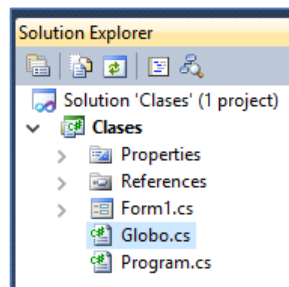 Solution Explorer
Solution 'Clases' (1 project)
Clases
Properties
References
Form1.cs
Globo.cs
Program.cs